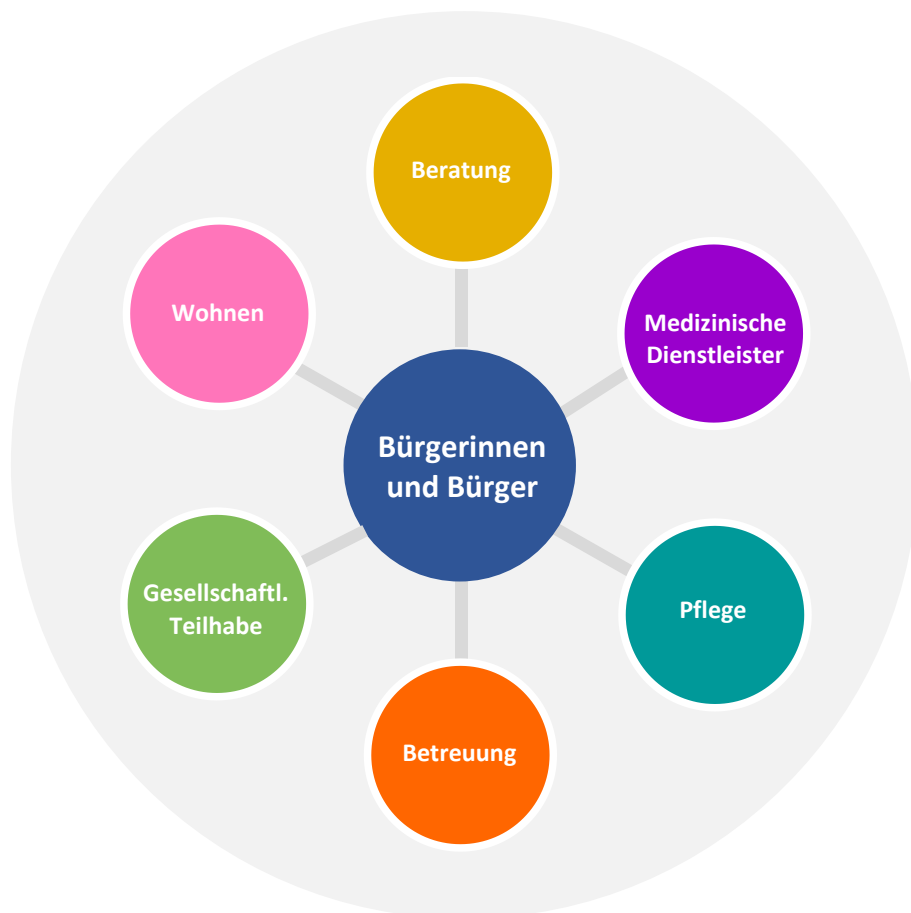 Beratung
Wohnen
Medizinische
Dienstleister
Bürgerinnen
und Bürger
Gesellschaftl.
Teilhabe
Pflege
Betreuung